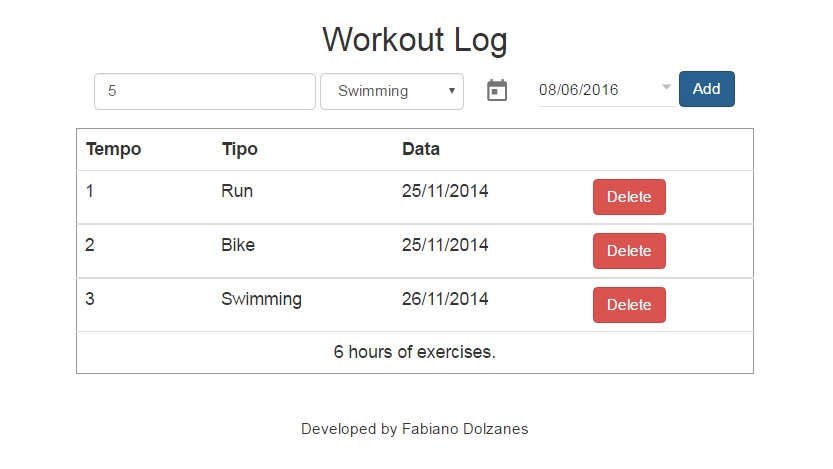 Workout Log
5 Swimming 08/06/2016 Add
Tempo Tipo Data
1 Run 25/11/2014 Delete
2 Bike 25/11/2014 Delete
3 Swimming 26/11/2014 Delete
6 hours of exercises.
Developed by Fabiano Dolzanes